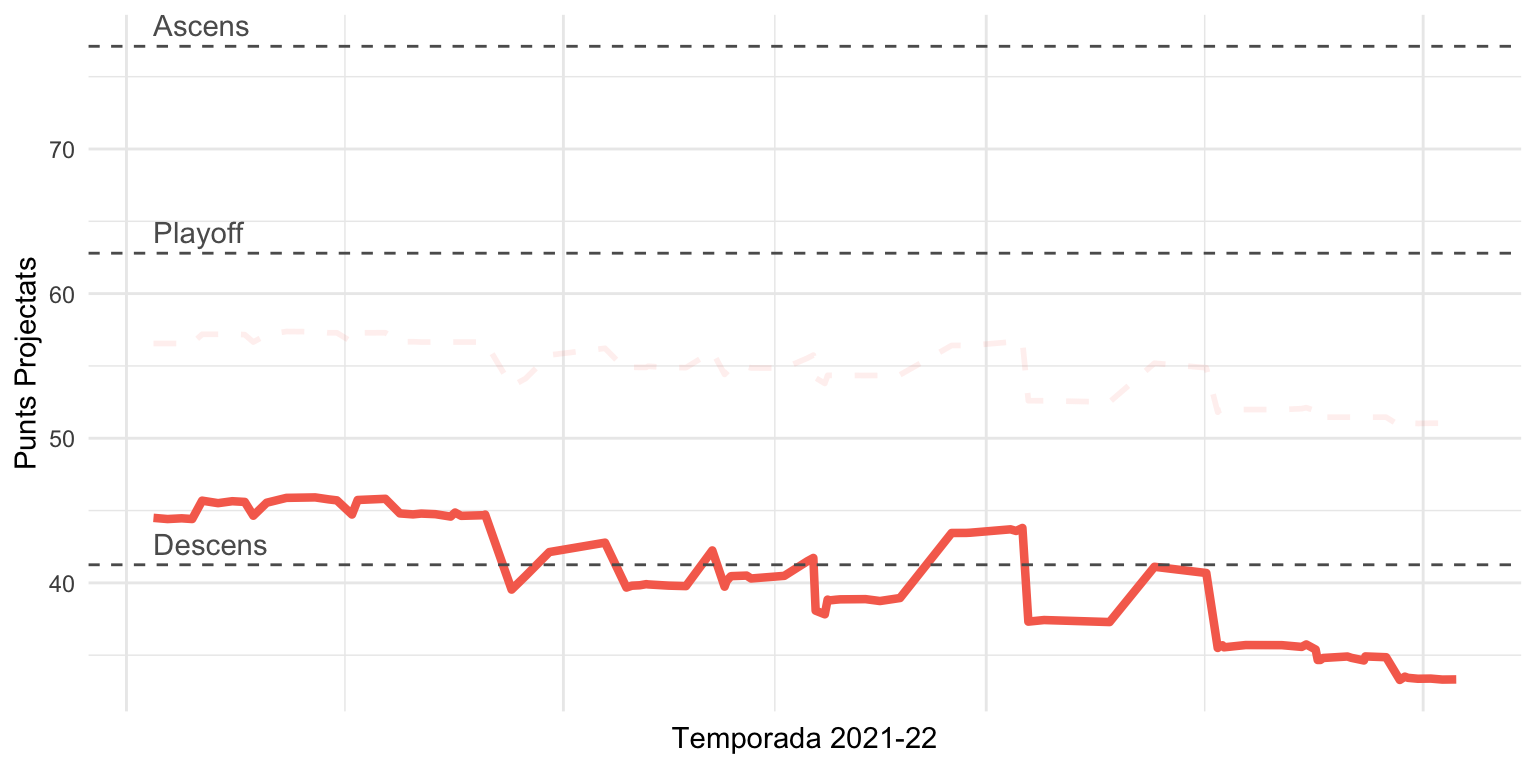 Ascens
70
Playoff
60
50
Descens
40
Punts Projectats
Temporada 2021-22